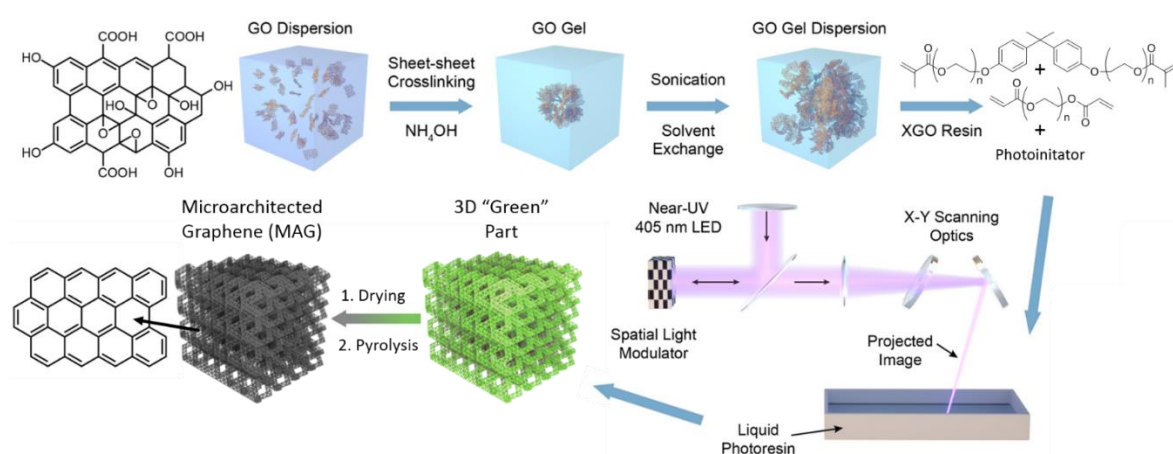 GO Dispersion
GO Gel
GO Gel Dispersion
COOH
COOH
HO
OH
HO
OH
HO
COOH
OH
COOH
Sheet-sheet
Crosslinking
NH4OH
Sonication
Solvent
Exchange
XGO Resin
O
O
n
O
+
O
O
n
O
O
O
n
O
O
+
Photoinitator
Microarchitected
Graphene (MAG)
3D “Green”
Part
1. Drying
2. Pyrolysis
Near-UV
405 nm LED
X-Y Scanning
Optics
Spatial Light
Modulator
Projected
Image
Liquid
Photoresin